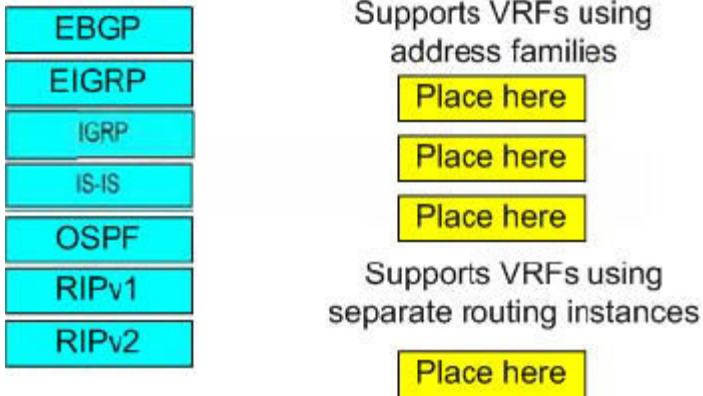 EBGP
EIGRP
IGRP
IS-IS
OSPF
RIPv1
RIPv2
Supports VRFs using
address families
Place here
Place here
Place here
Supports VRFs using
separate routing instances
Place here